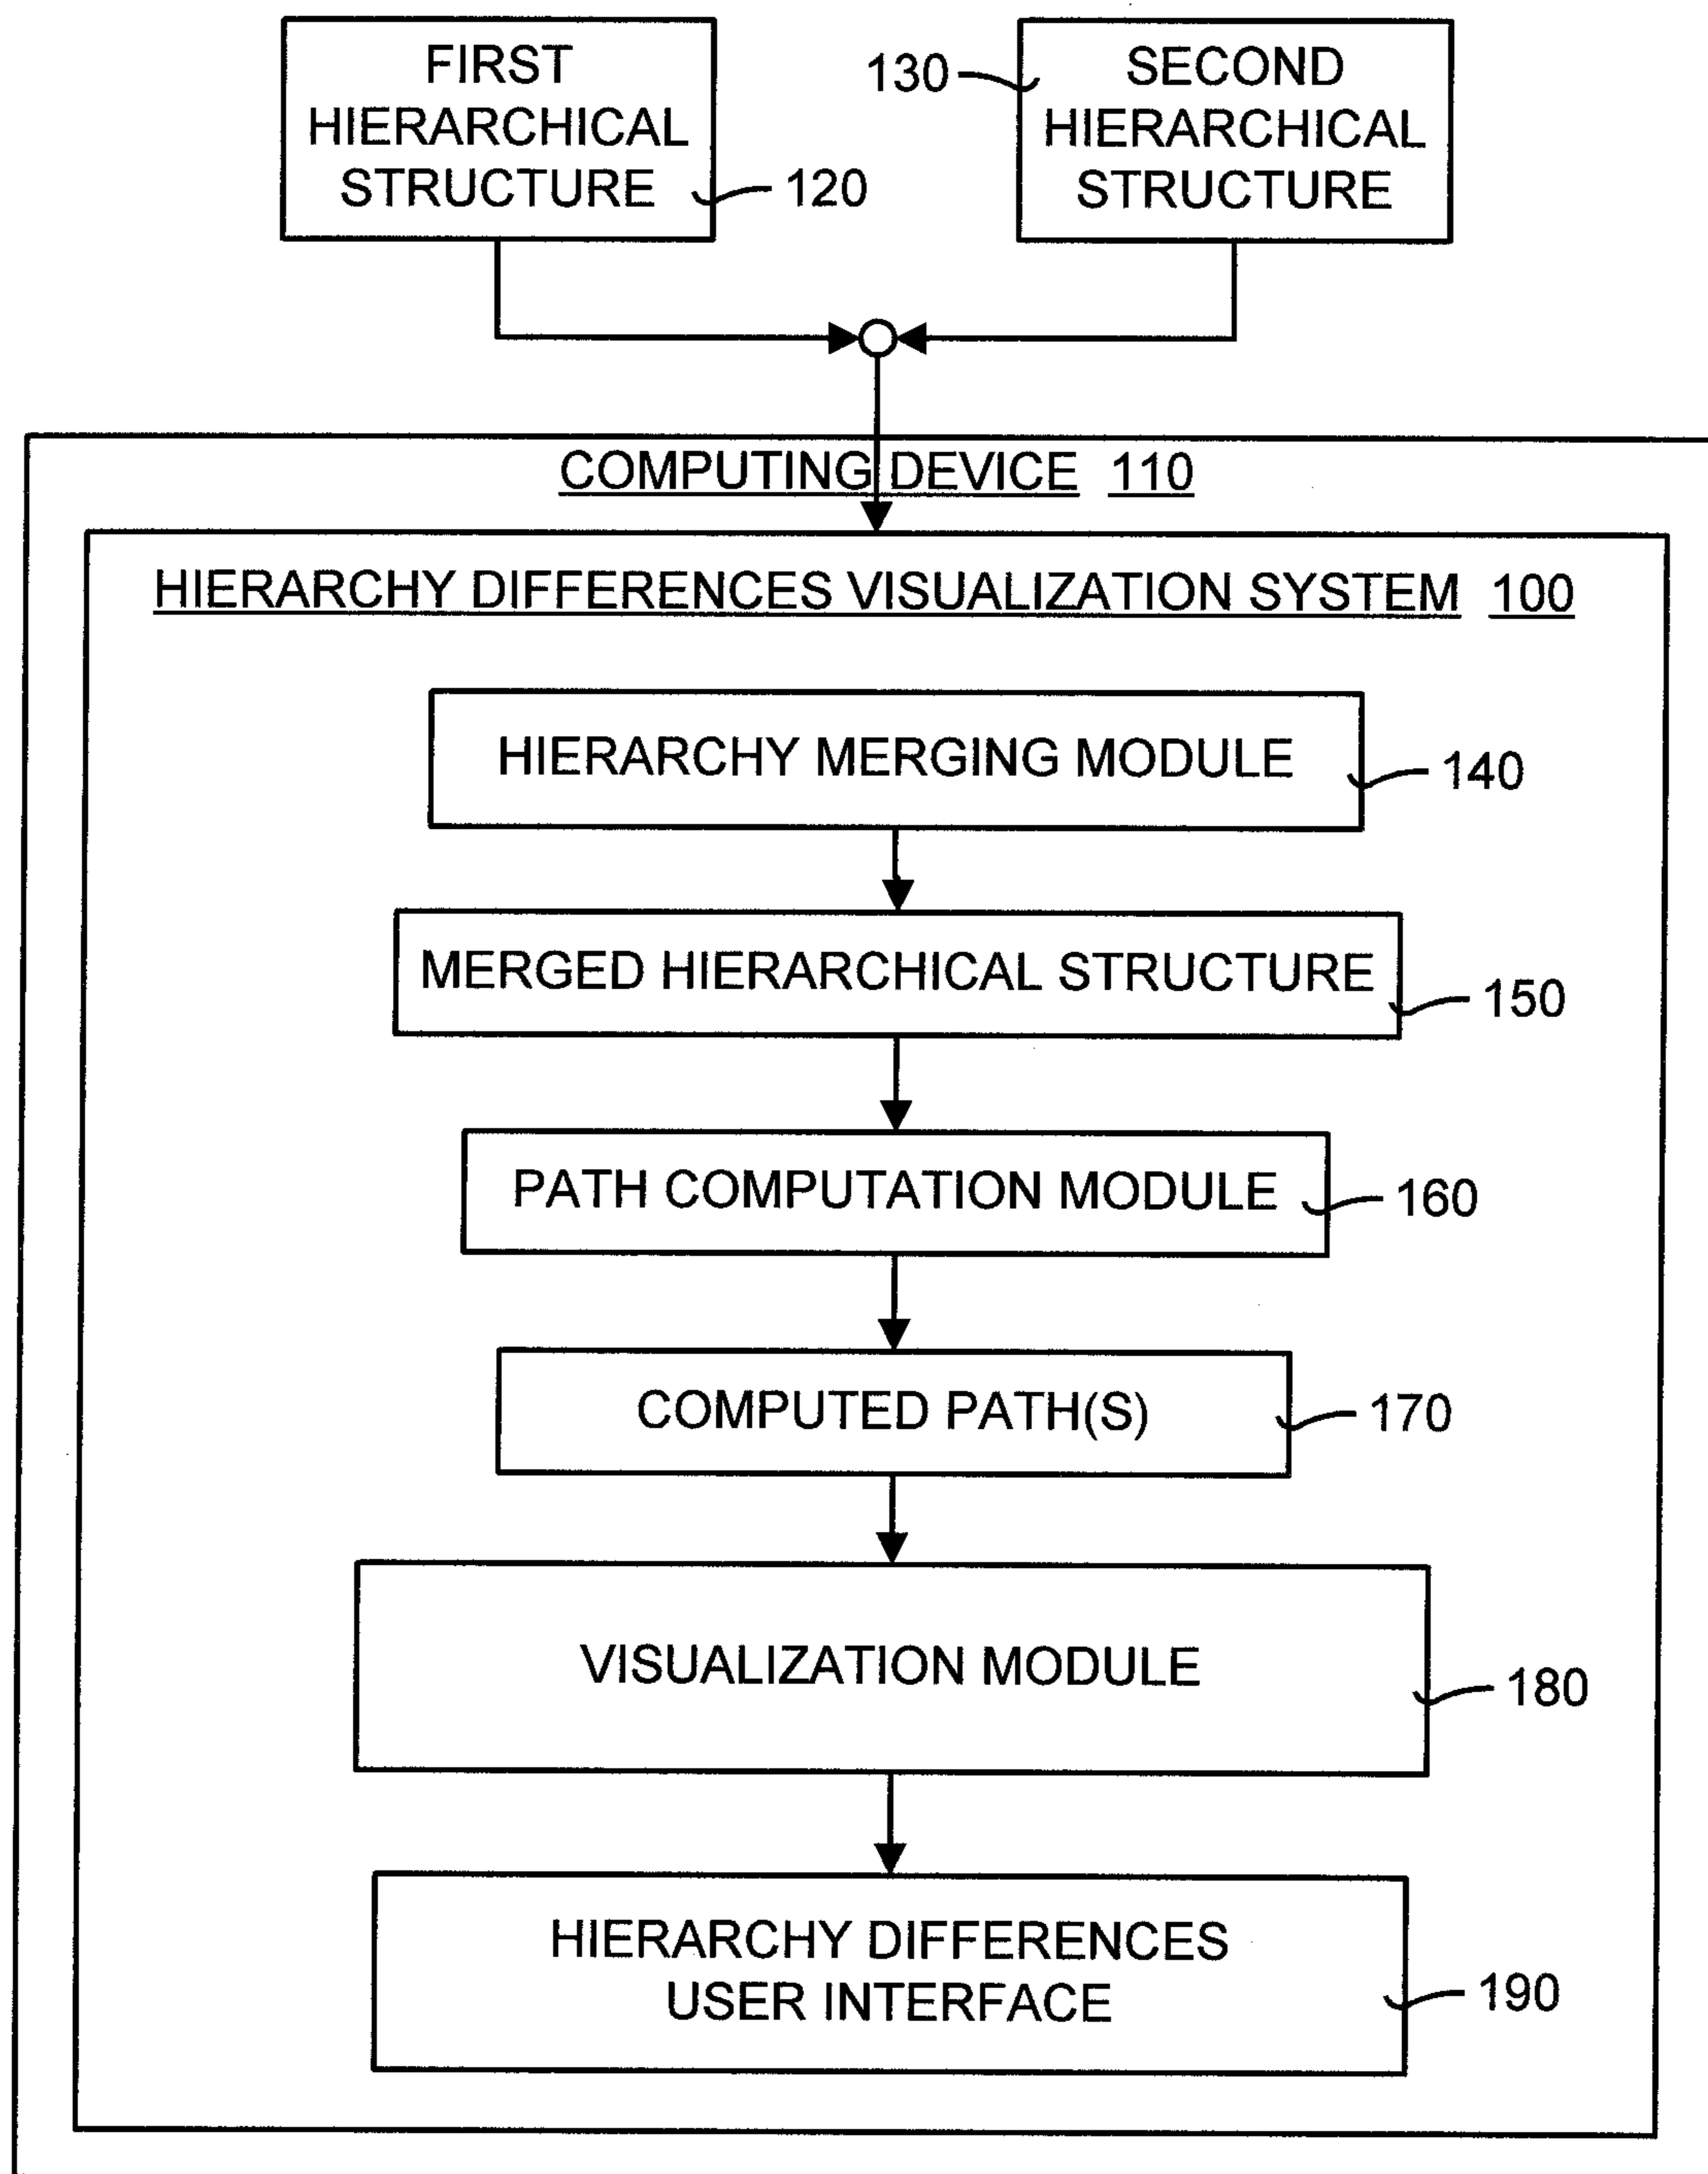 FIRST
HIERARCHICAL
STRUCTURE
120
130
SECOND
HIERARCHICAL
STRUCTURE
COMPUTING DEVICE 110
HIERARCHY DIFFERENCES VISUALIZATION SYSTEM 100
HIERARCHY MERGING MODULE
140
MERGED HIERARCHICAL STRUCTURE
150
PATH COMPUTATION MODULE
160
COMPUTED PATH(S)
170
VISUALIZATION MODULE
180
HIERARCHY DIFFERENCES
USER INTERFACE
190